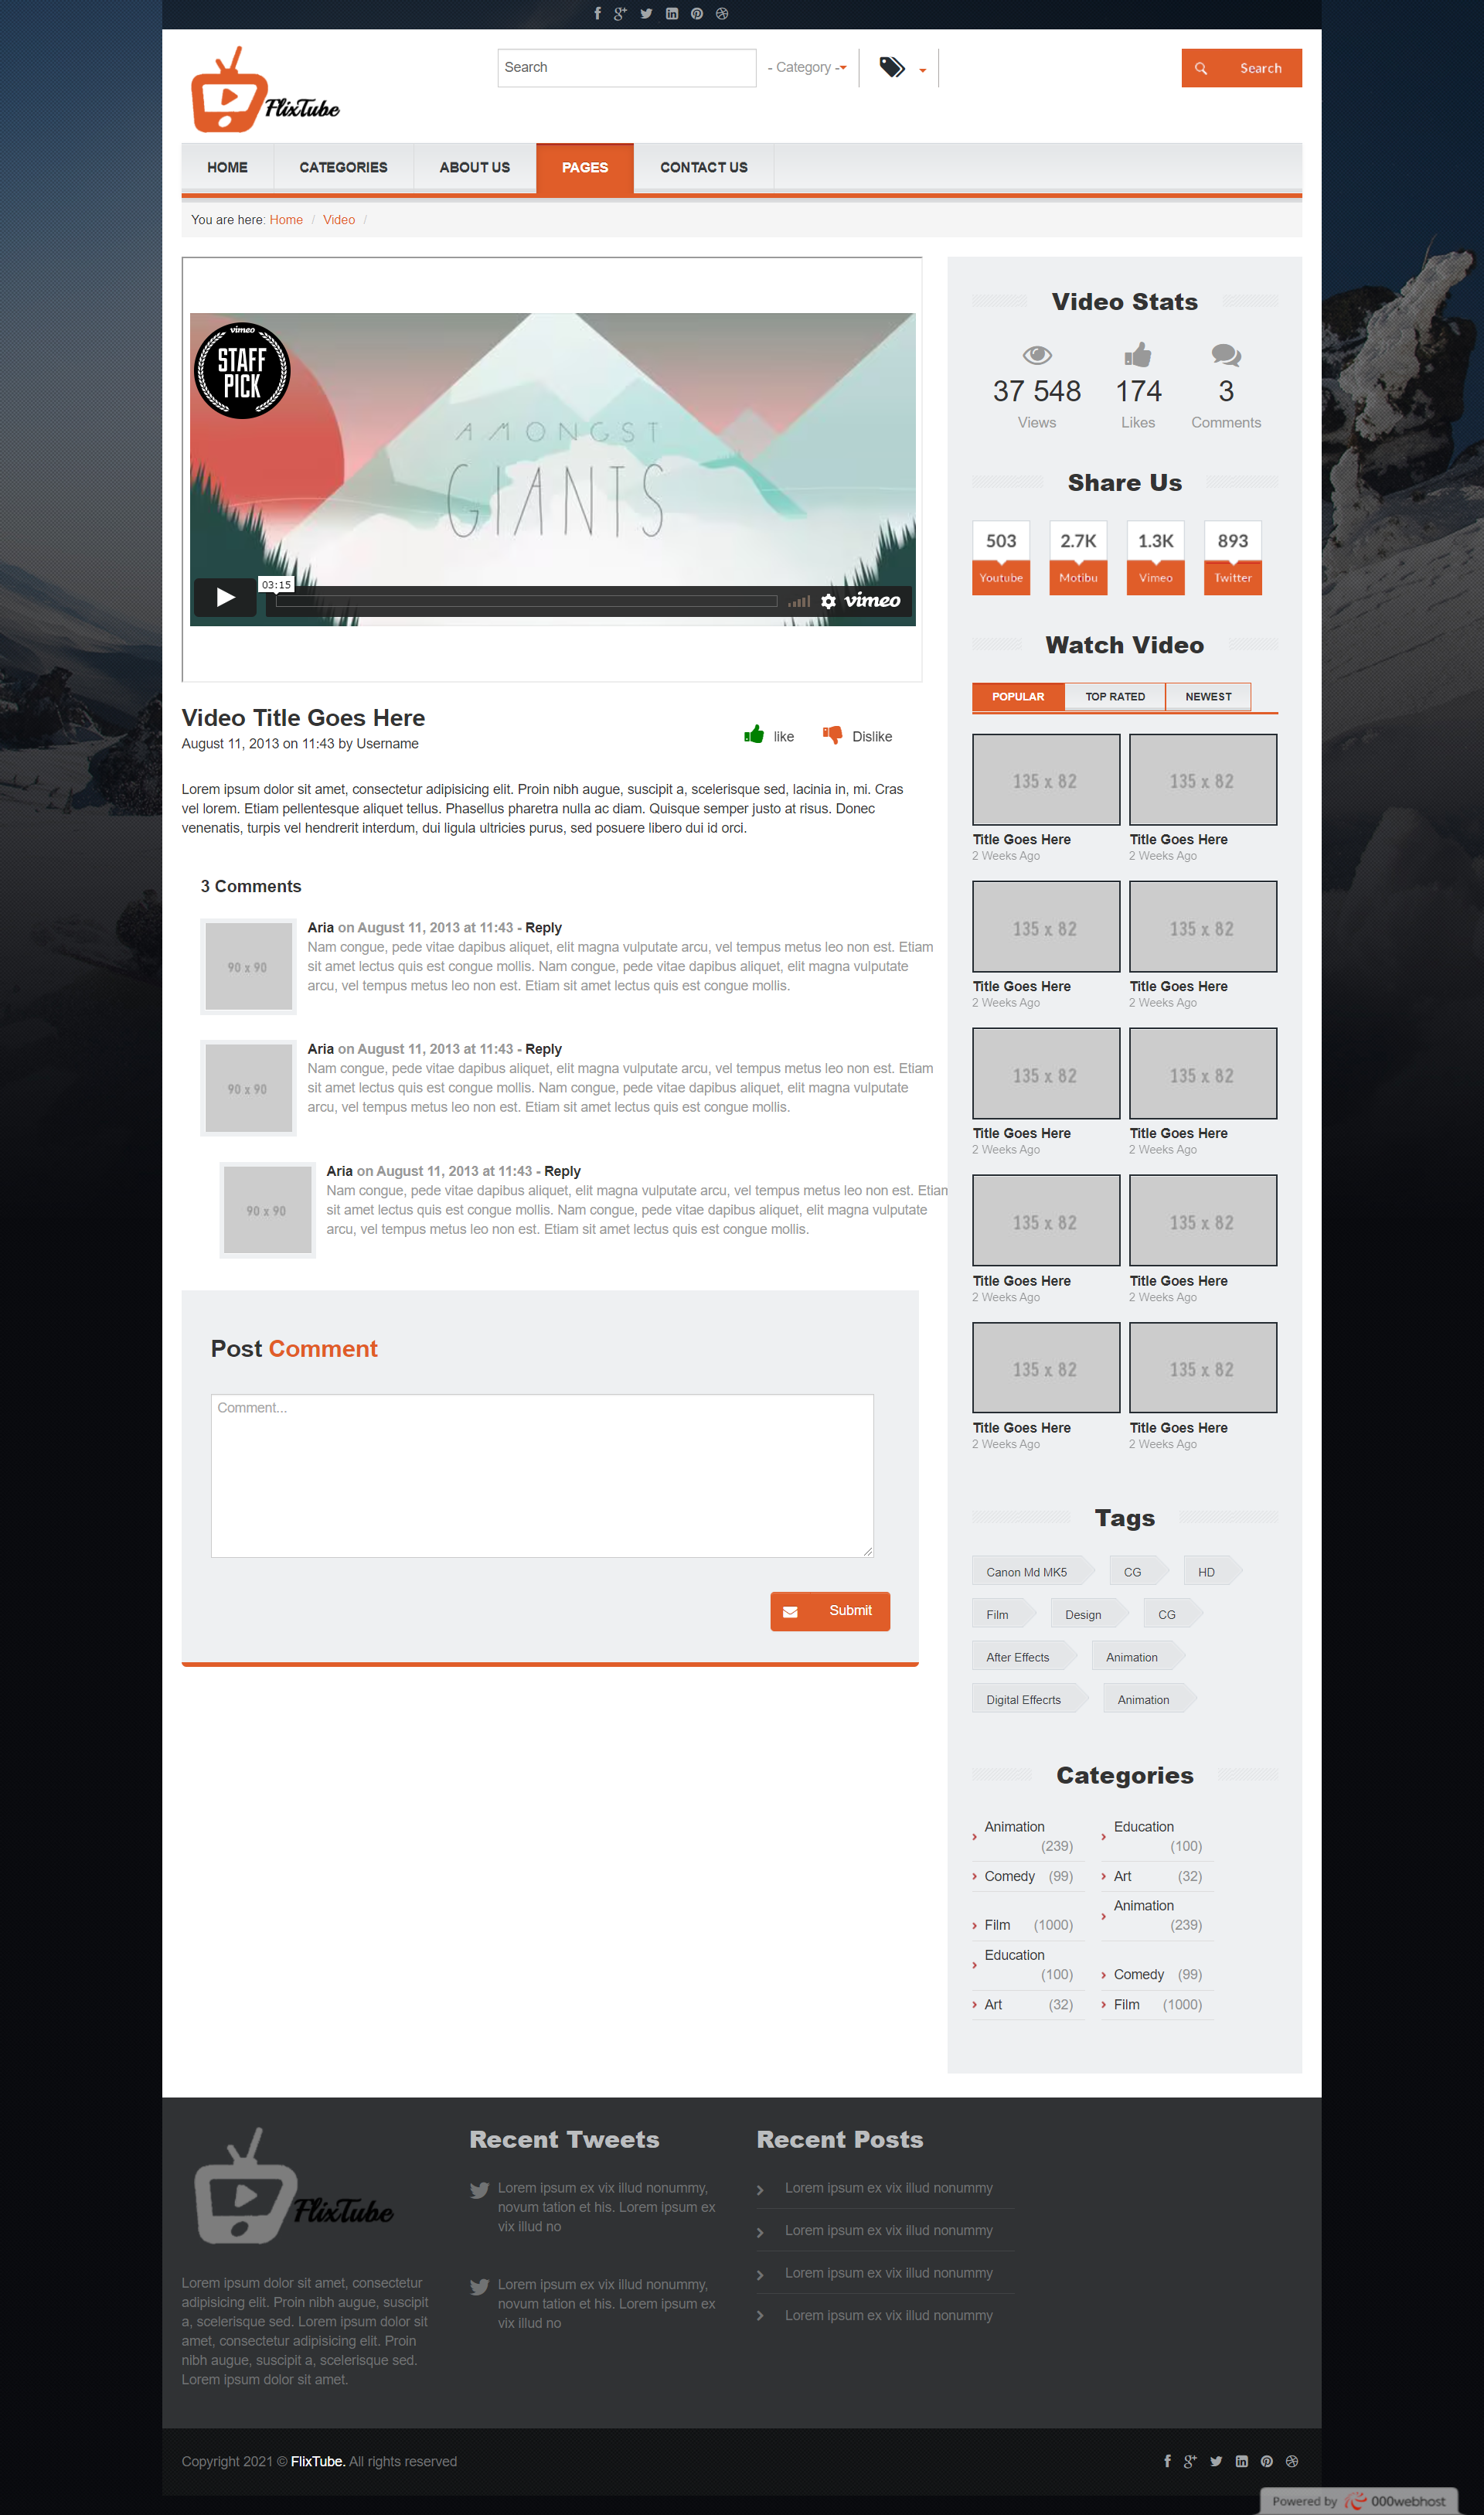 FlixTube
Search
- Category -
Search
HOME
CATEGORIES
ABOUT US
PAGES
CONTACT US
You are here: Home / Video /
vimeo
STAFF
PICK
AMONGST
GIANTS
03:15
vimeo
Video Title Goes Here
August 11, 2013 on 11:43 by Username
like
Dislike
Lorem ipsum dolor sit amet, consectetur adipisicing elit. Proin nibh augue, suscipit a, scelerisque sed, lacinia in, mi. Cras
vel lorem. Etiam pellentesque aliquet tellus. Phasellus pharetra nulla ac diam. Quisque semper justo at risus. Donec
venenatis, turpis vel hendrerit interdum, dui ligula ultricies purus, sed posuere libero dui id orci.
3 Comments
90 x 90
Aria on August 11, 2013 at 11:43 - Reply
Nam congue, pede vitae dapibus aliquet, elit magna vulputate arcu, vel tempus metus leo non est. Etiam
sit amet lectus quis est congue mollis. Nam congue, pede vitae dapibus aliquet, elit magna vulputate
arcu, vel tempus metus leo non est. Etiam sit amet lectus quis est congue mollis.
90 x 90
Aria on August 11, 2013 at 11:43 - Reply
Nam congue, pede vitae dapibus aliquet, elit magna vulputate arcu, vel tempus metus leo non est. Etiam
sit amet lectus quis est congue mollis. Nam congue, pede vitae dapibus aliquet, elit magna vulputate
arcu, vel tempus metus leo non est. Etiam sit amet lectus quis est congue mollis.
90 x 90
Aria on August 11, 2013 at 11:43 - Reply
Nam congue, pede vitae dapibus aliquet, elit magna vulputate arcu, vel tempus metus leo non est. Etiam
sit amet lectus quis est congue mollis. Nam congue, pede vitae dapibus aliquet, elit magna vulputate
arcu, vel tempus metus leo non est. Etiam sit amet lectus quis est congue mollis.
Post Comment
Comment...
Submit
Video Stats
37 548 174 3
Views Likes Comments
Share Us
503 2.7K 1.3K 893
Youtube Motibu Vimeo Twitter
Watch Video
POPULAR TOP RATED NEWEST
135 x 82 135 x 82
Title Goes Here Title Goes Here
2 Weeks Ago 2 Weeks Ago
135 x 82 135 x 82
Title Goes Here Title Goes Here
2 Weeks Ago 2 Weeks Ago
135 x 82 135 x 82
Title Goes Here Title Goes Here
2 Weeks Ago 2 Weeks Ago
135 x 82 135 x 82
Title Goes Here Title Goes Here
2 Weeks Ago 2 Weeks Ago
135 x 82 135 x 82
Title Goes Here Title Goes Here
2 Weeks Ago 2 Weeks Ago
Tags
Canon Md MK5 CG HD
Film Design CG
After Effects Animation
Digital Effecrts Animation
Categories
Animation Education
(239) (100)
Comedy (99) Art (32)
Animation
Film (1000) (239)
Education
(100) Comedy (99)
Art (32) Film (1000)
FlixTube
Lorem ipsum dolor sit amet, consectetur
adipisicing elit. Proin nibh augue, suscipit
a, scelerisque sed. Lorem ipsum dolor sit
amet, consectetur adipisicing elit. Proin
nibh augue, suscipit a, scelerisque sed.
Lorem ipsum dolor sit amet.
Recent Tweets
Lorem ipsum ex vix illud nonummy,
novum tation et his. Lorem ipsum ex
vix illud no
Lorem ipsum ex vix illud nonummy,
novum tation et his. Lorem ipsum ex
vix illud no
Recent Posts
Lorem ipsum ex vix illud nonummy
Lorem ipsum ex vix illud nonummy
Lorem ipsum ex vix illud nonummy
Lorem ipsum ex vix illud nonummy
Copyright 2021 © FlixTube. All rights reserved
Powered by 000webhost